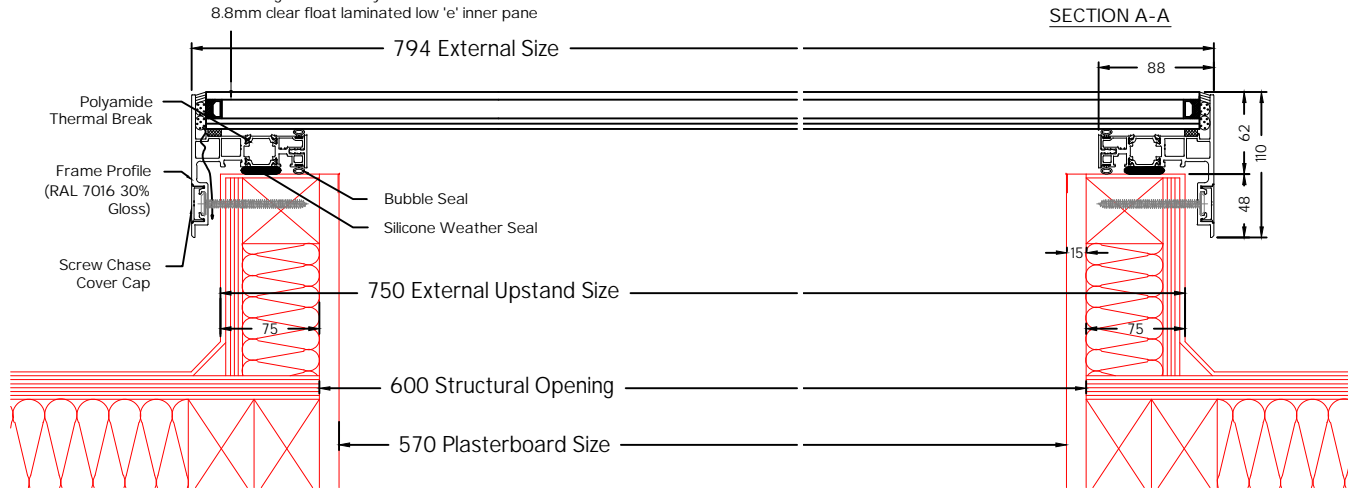 8.8mm clear float laminated low 'e' inner pane
SECTION A-A
794 External Size
88
Polyamide
Thermal Break
62
110
Frame Profile
(RAL 7016 30%
Gloss)
Bubble Seal
48
Silicone Weather Seal
15
Screw Chase
Cover Cap
750 External Upstand Size
75
75
600 Structural Opening
570 Plasterboard Size